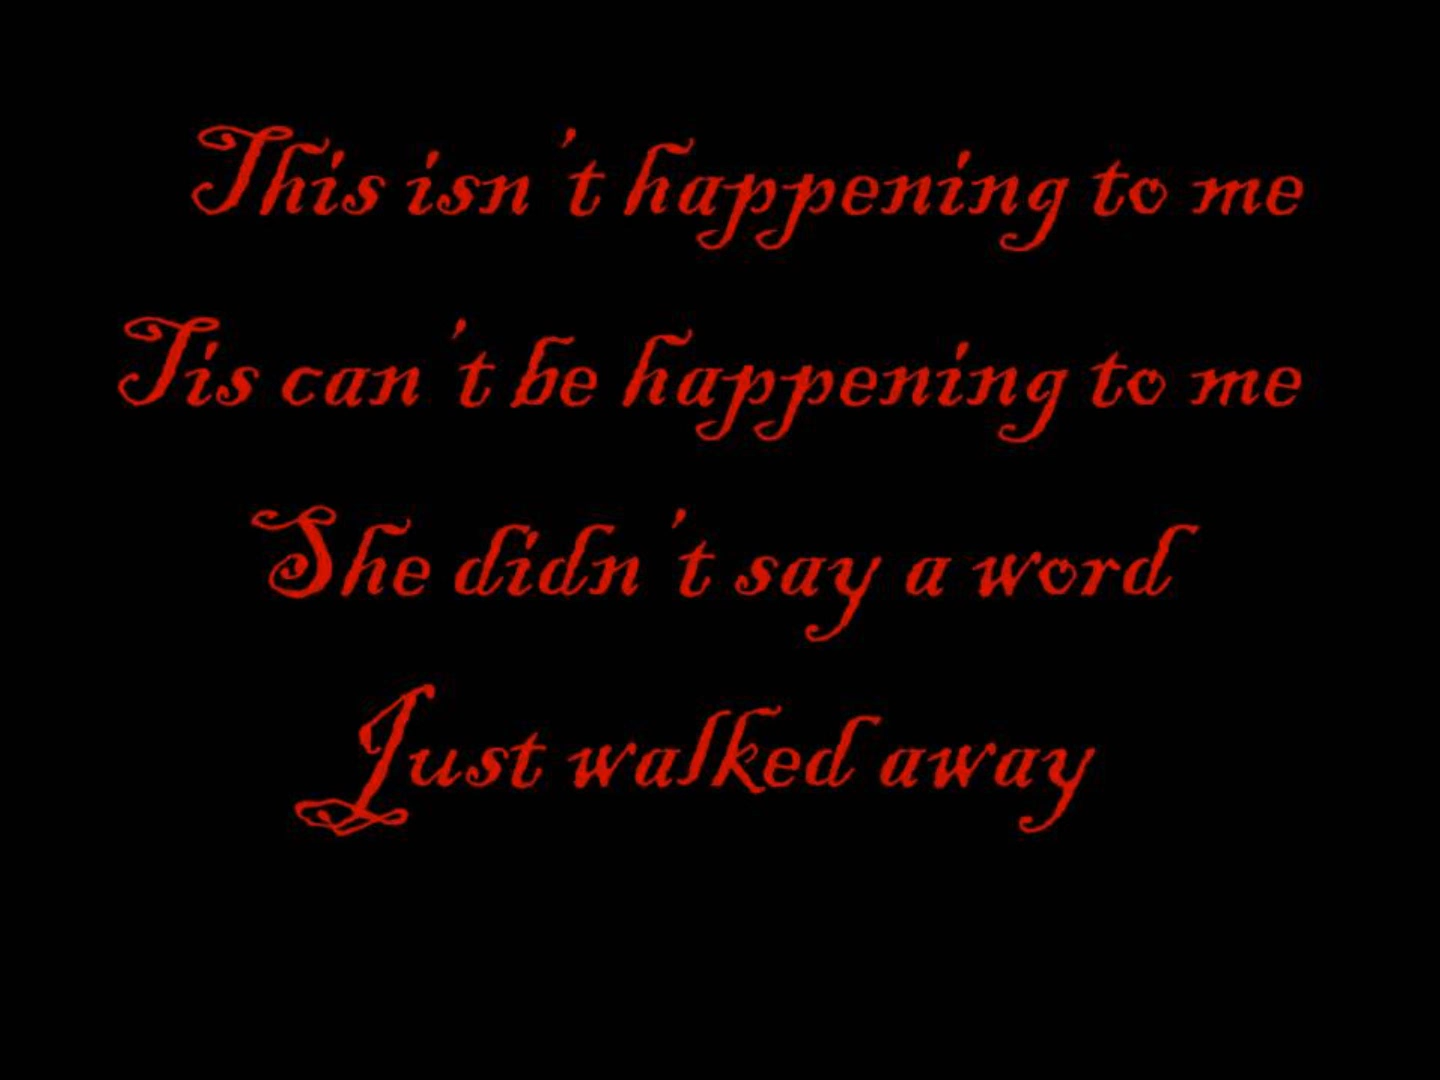 This isn't happening to me
Tis can't be happening to me
She didn't say a word
Just walked away